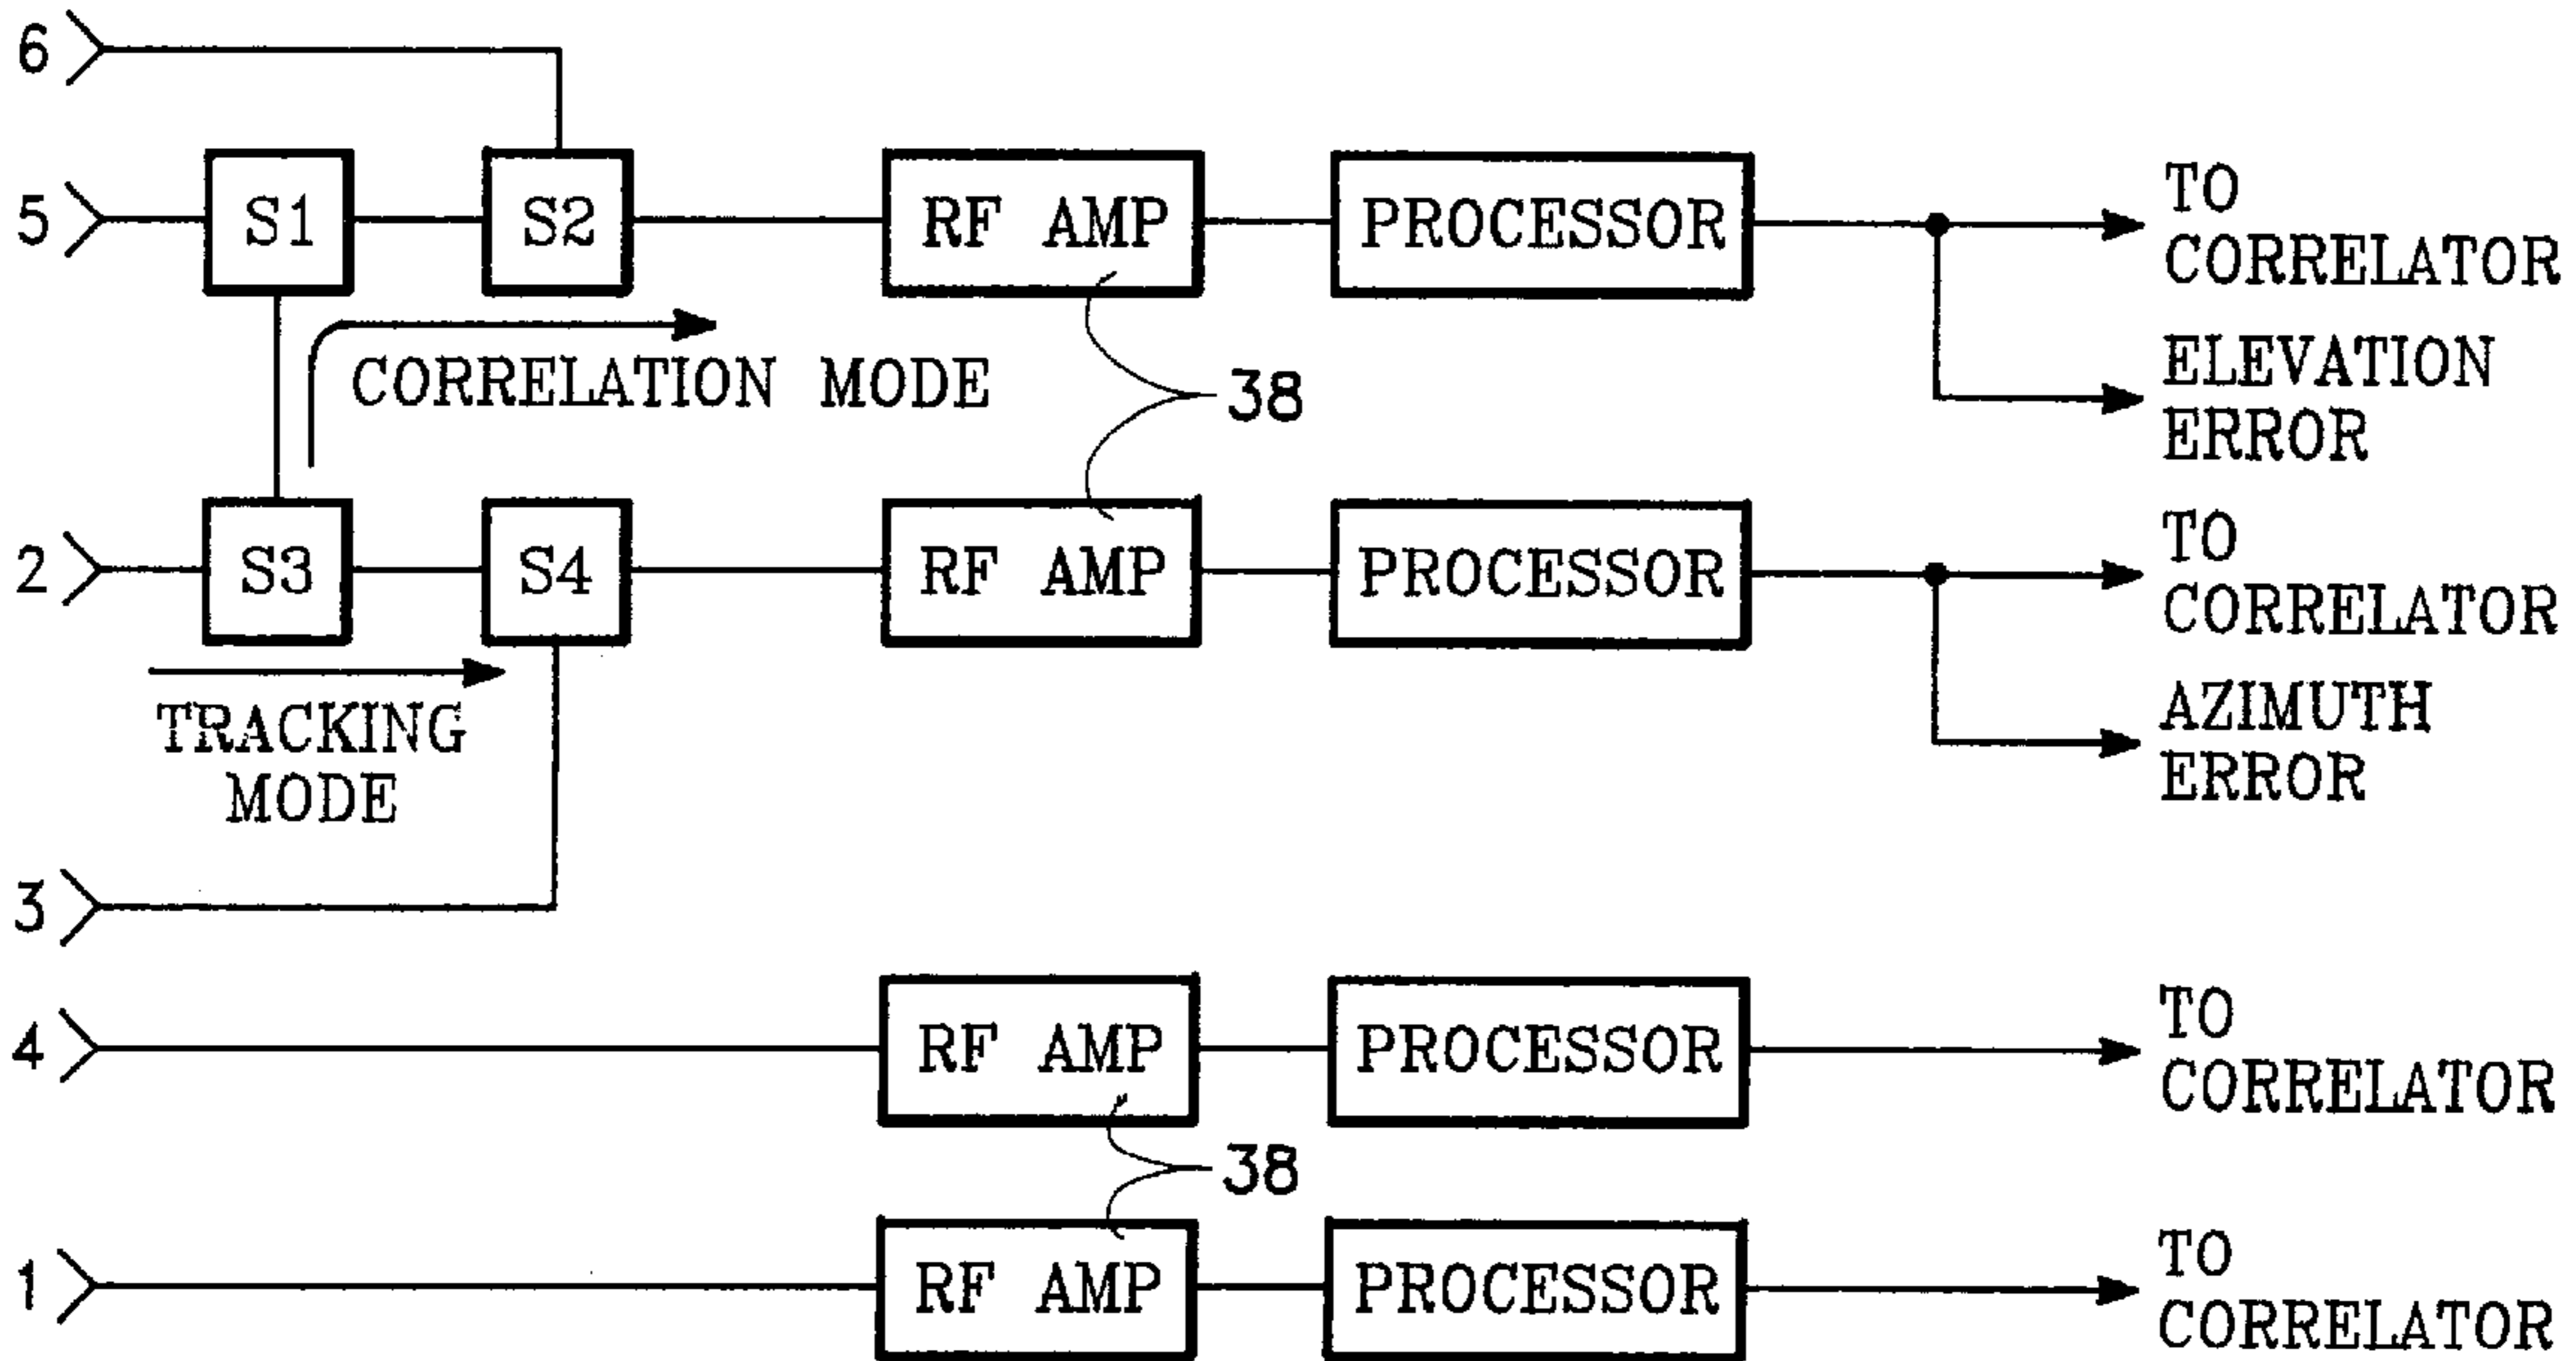 6
5
S1
S2
RF AMP
PROCESSOR
TO
CORRELATOR
CORRELATION MODE
38
ELEVATION
ERROR
2
S3
S4
RF AMP
PROCESSOR
TO
CORRELATOR
TRACKING
MODE
AZIMUTH
ERROR
3
4
RF AMP
PROCESSOR
TO
CORRELATOR
38
1
RF AMP
PROCESSOR
TO
CORRELATOR